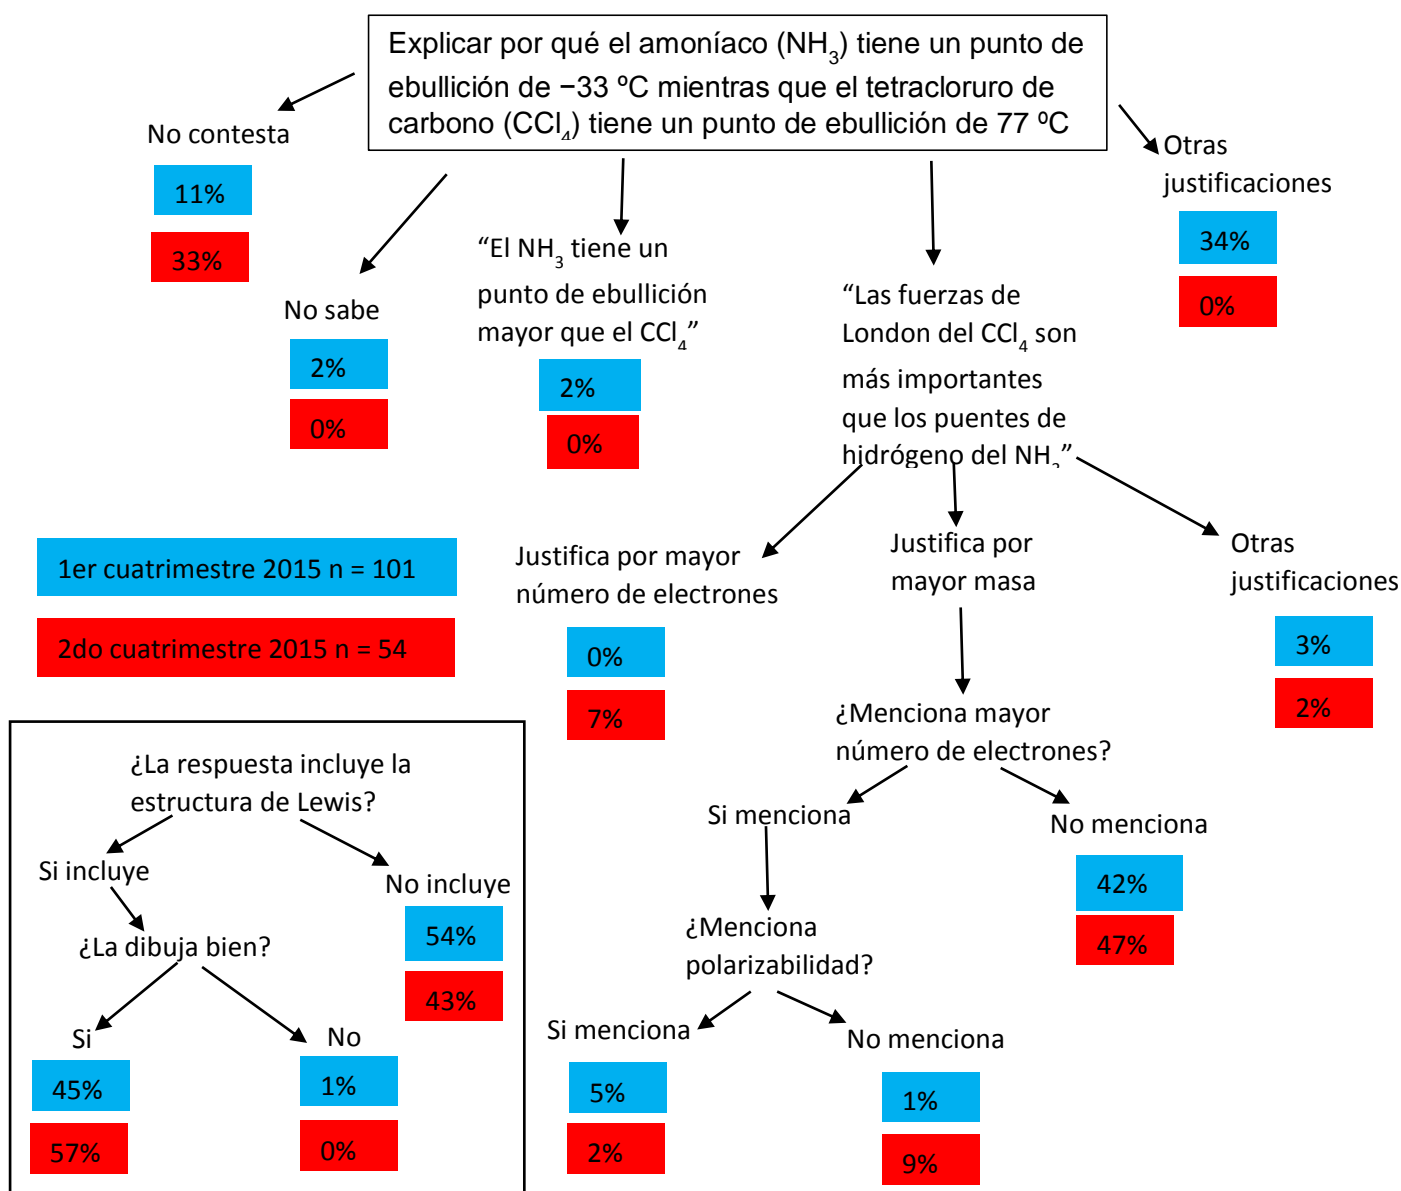 Explicar por qué el amoníaco (NH₃) tiene un punto de
ebullición de −33 ºC mientras que el tetracloruro de
carbono (CCl₄) tiene un punto de ebullición de 77 ºC
No contesta
11%
33%
No sabe
2%
0%
“El NH₃ tiene un
punto de ebullición
mayor que el CCl₄”
2%
0%
“Las fuerzas de
London del CCl₄ son
más importantes
que los puentes de
hidrógeno del NH₃”
Otras
justificaciones
34%
0%
Justifica por mayor
número de electrones
0%
7%
Justifica por
mayor masa
Otras
justificaciones
3%
2%
¿Menciona mayor
número de electrones?
Si menciona
No menciona
42%
47%
¿Menciona
polarizabilidad?
Si menciona
5%
2%
No menciona
1%
9%
1er cuatrimestre 2015 n = 101
2do cuatrimestre 2015 n = 54
¿La respuesta incluye la
estructura de Lewis?
Si incluye
No incluye
54%
43%
¿La dibuja bien?
Si
45%
57%
No
1%
0%